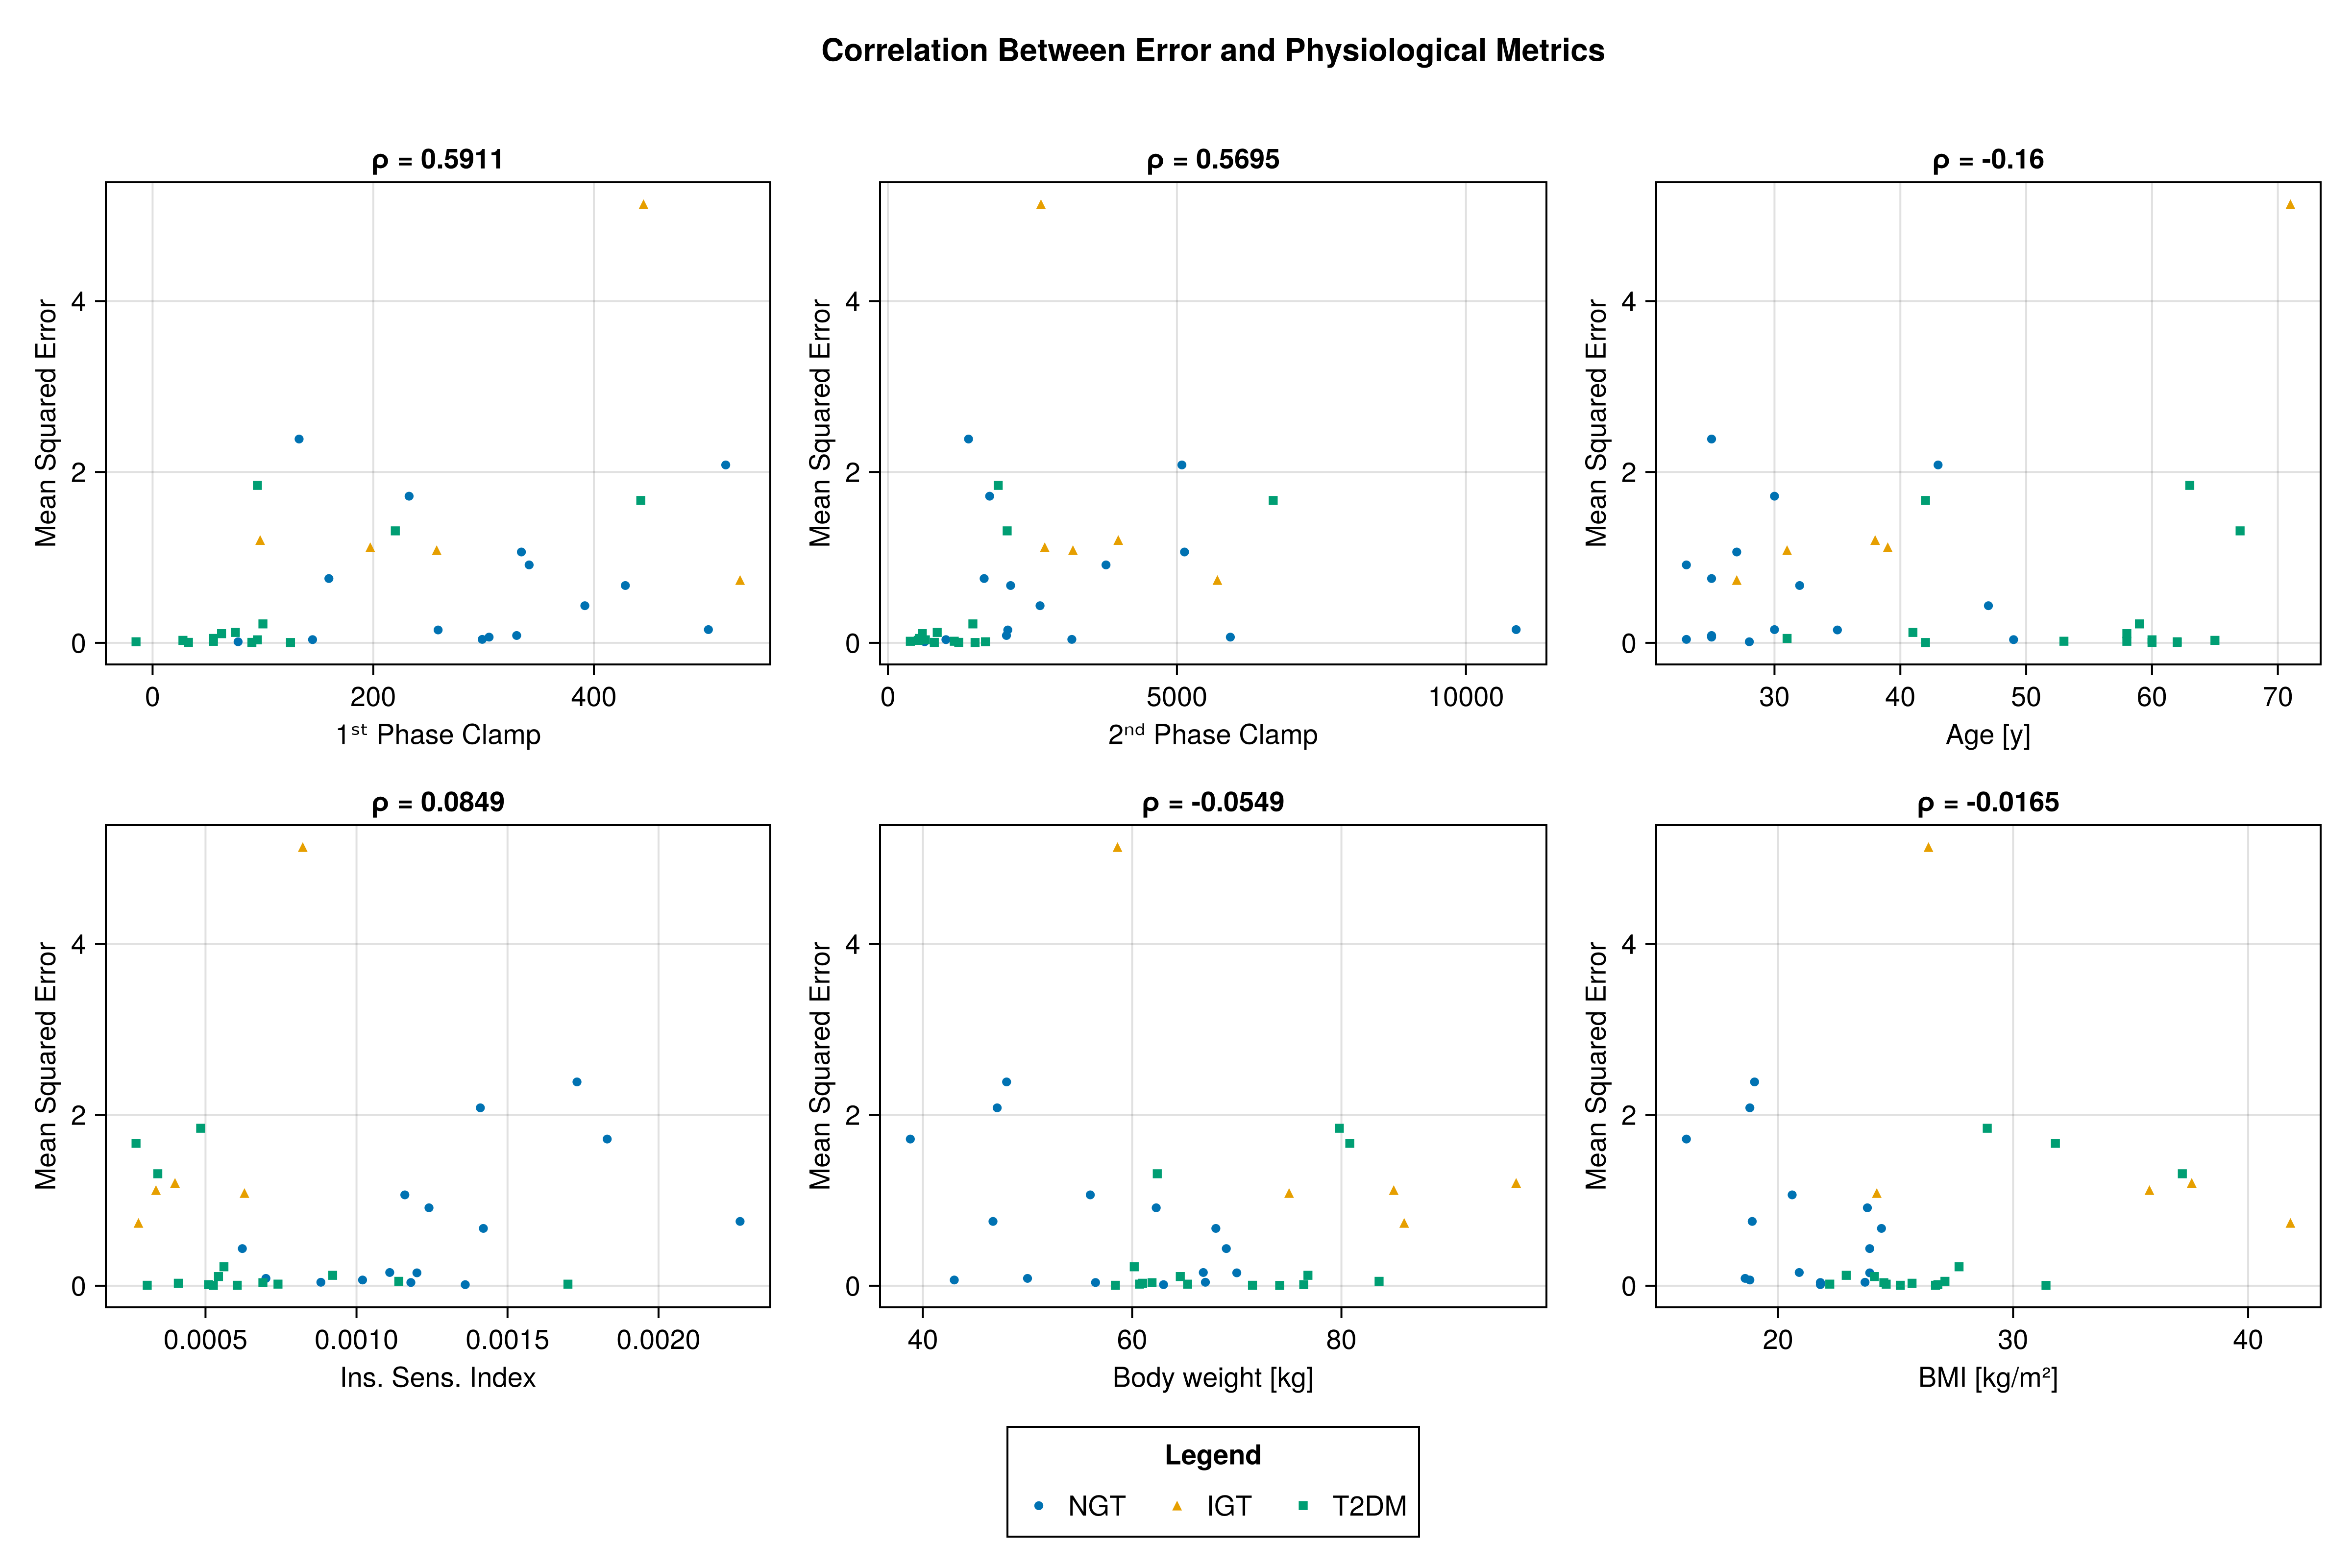 Correlation Between Error and Physiological Metrics
ρ = 0.5911
Mean Squared Error
4
2
0
0 200 400
1ˢᵗ Phase Clamp
ρ = 0.5695
Mean Squared Error
4
2
0
0 5000 10000
2ⁿᵈ Phase Clamp
ρ = -0.16
Mean Squared Error
4
2
0
30 40 50 60 70
Age [y]
ρ = 0.0849
Mean Squared Error
4
2
0
0.0005 0.0010 0.0015 0.0020
Ins. Sens. Index
ρ = -0.0549
Mean Squared Error
4
2
0
40 60 80
Body weight [kg]
ρ = -0.0165
Mean Squared Error
4
2
0
20 30 40
BMI [kg/m²]
Legend
NGT IGT T2DM